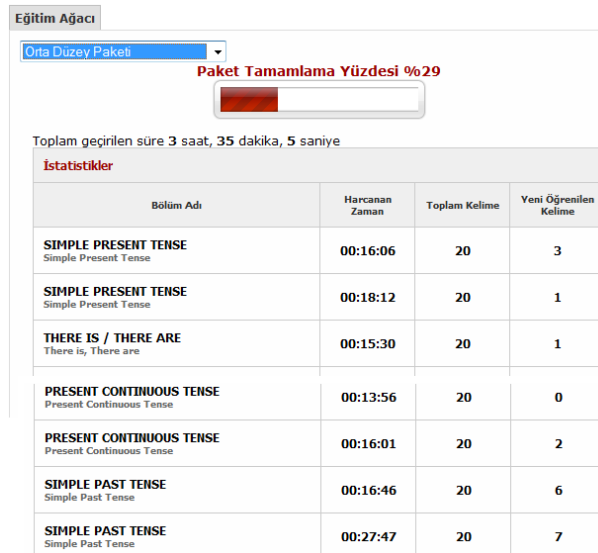 Eğitim Ağacı
Orta Düzey Paketi
Paket Tamamlama Yüzdesi %29
Toplam geçirilen süre 3 saat, 35 dakika, 5 saniye
İstatistikler
Bölüm Adı Harcanan Zaman Toplam Kelime Yeni Öğrenilen Kelime
SIMPLE PRESENT TENSE 00:16:06 20 3
Simple Present Tense
SIMPLE PRESENT TENSE 00:18:12 20 1
Simple Present Tense
THERE IS / THERE ARE 00:15:30 20 1
There is, There are
PRESENT CONTINUOUS TENSE 00:13:56 20 0
Present Continuous Tense
PRESENT CONTINUOUS TENSE 00:16:01 20 2
Present Continuous Tense
SIMPLE PAST TENSE 00:16:46 20 6
Simple Past Tense
SIMPLE PAST TENSE 00:27:47 20 7
Simple Past Tense